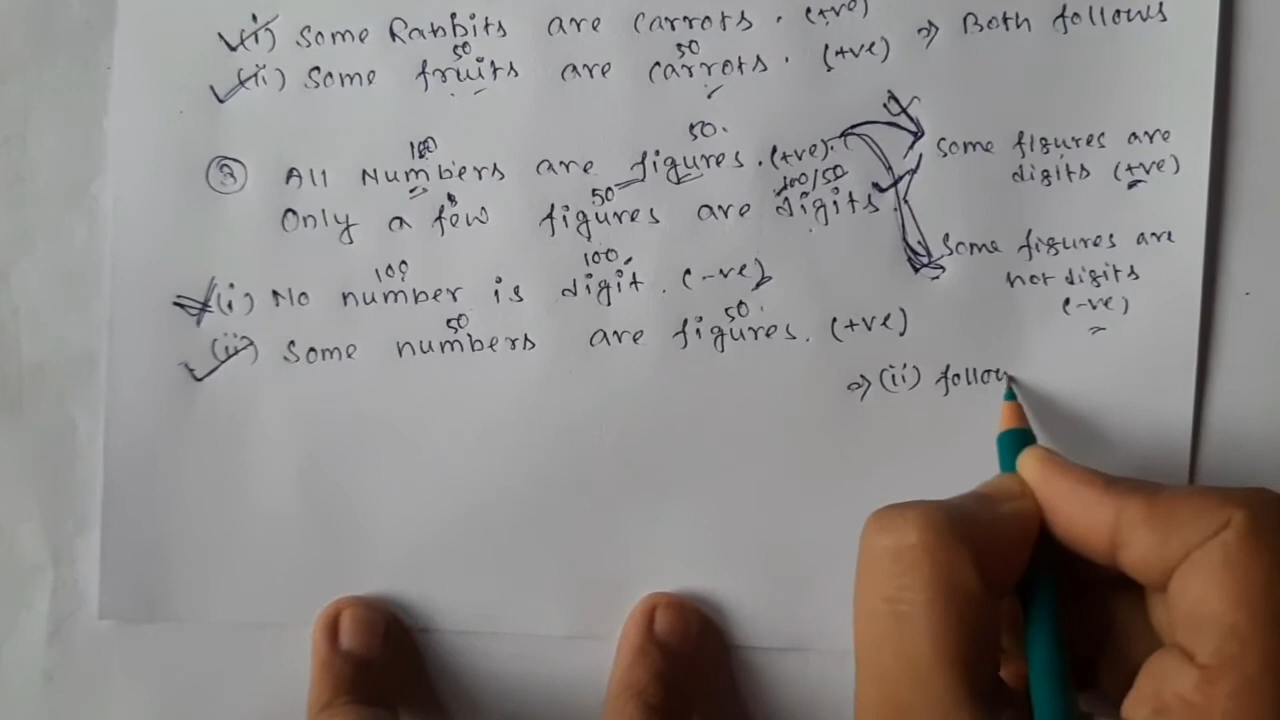 (i) Some Rabbits are carrots. (+ve)
50 50
(ii) Some fruits are carrots. (+ve) ⇒ Both follows
100 50.
(3) All Numbers are figures. (+ve).
50 100/50
Only a few figures are digits.
Some figures are
digits (+ve)
Some figures are
not digits
(-ve)
100 100.
(i) No number is digit. (-ve)
50 50.
(ii) Some numbers are figures. (+ve)
⇒ (ii) follow